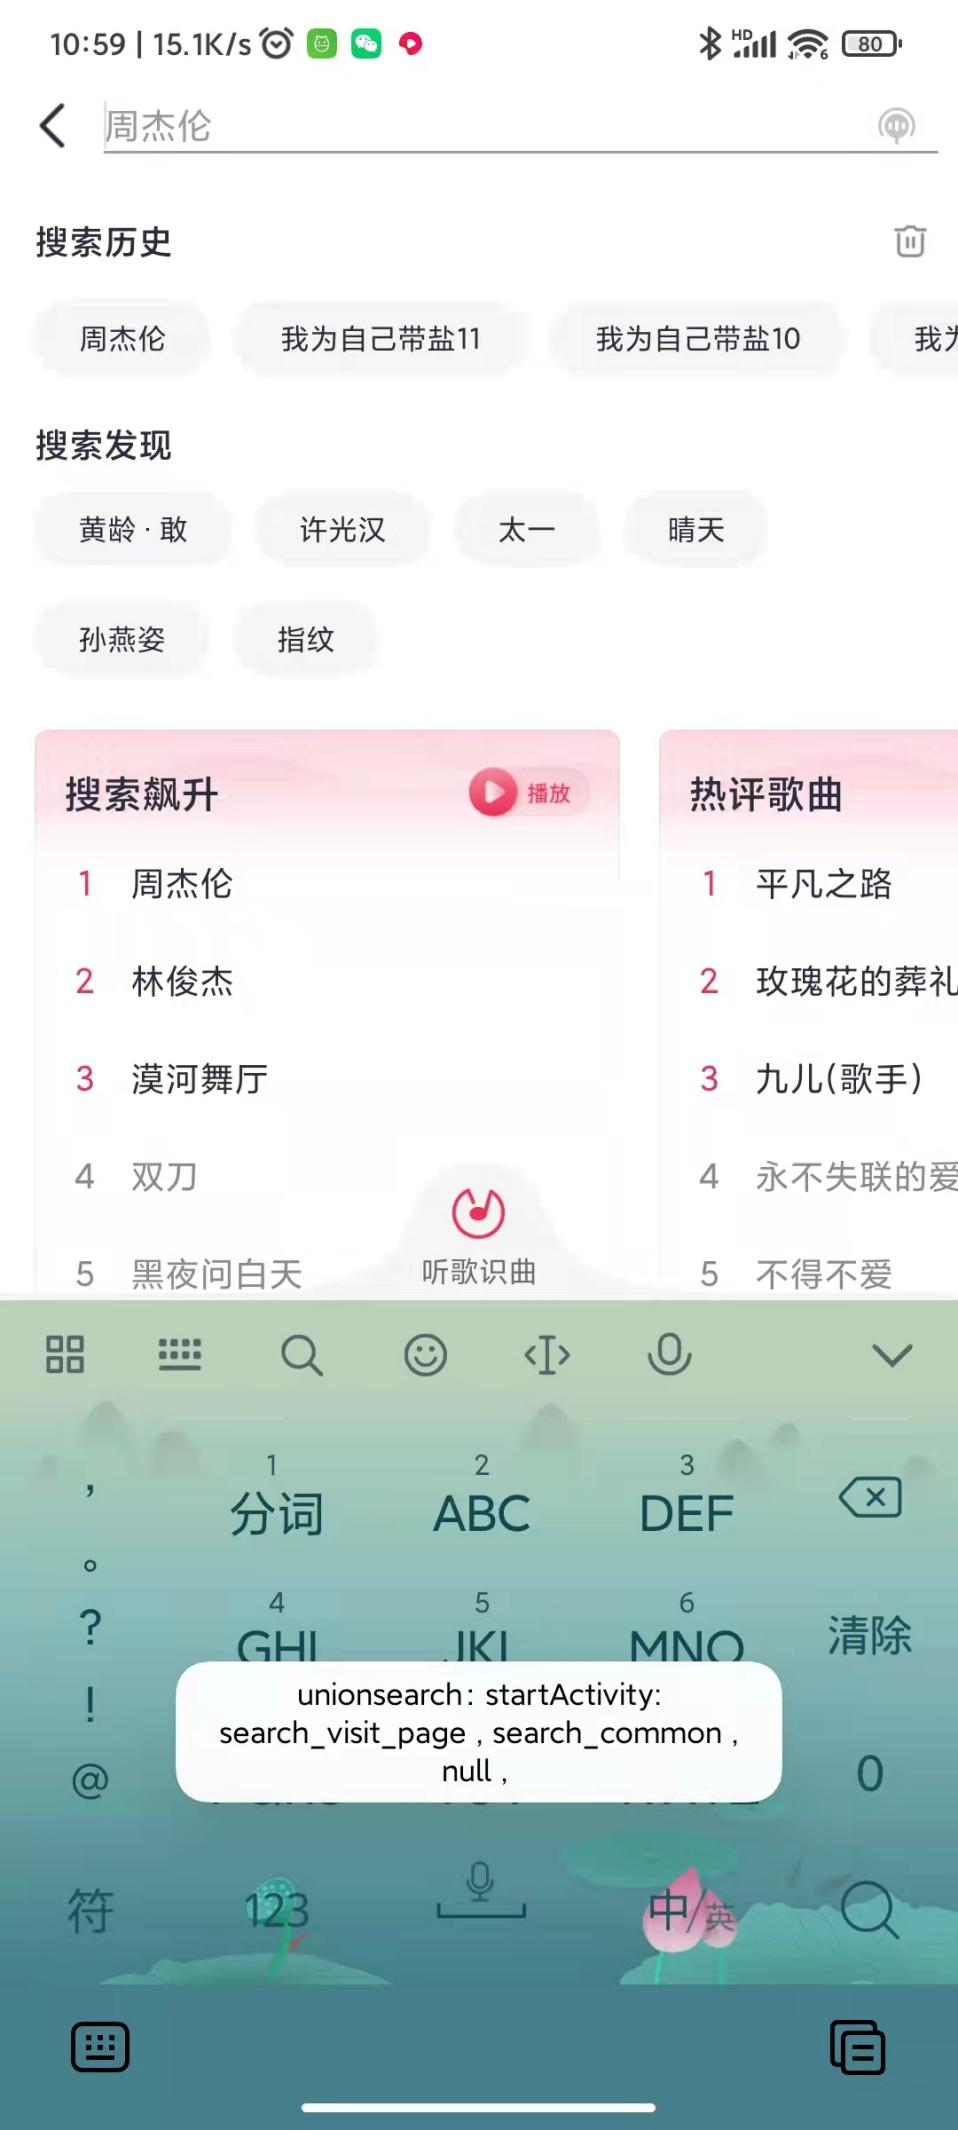 10:59 | 15.1K/s HD 6 80
周杰伦
搜索历史
周杰伦 我为自己带盐11 我为自己带盐10 我为
搜索发现
黄龄 · 敢 许光汉 太一 晴天
孙燕姿 指纹
搜索飙升 播放 热评歌曲
1 周杰伦 1 平凡之路
2 林俊杰 2 玫瑰花的葬礼
3 漠河舞厅 3 九儿(歌手)
4 双刀 4 永不失联的爱
5 黑夜问白天 听歌识曲 5 不得不爱
1 2 3
, 分词 ABC DEF
。
4 5 6
? GHI JKL MNO 清除
!
unionsearch: startActivity:
search_visit_page , search_common ,
null ,
@ 0
符 123 中/英